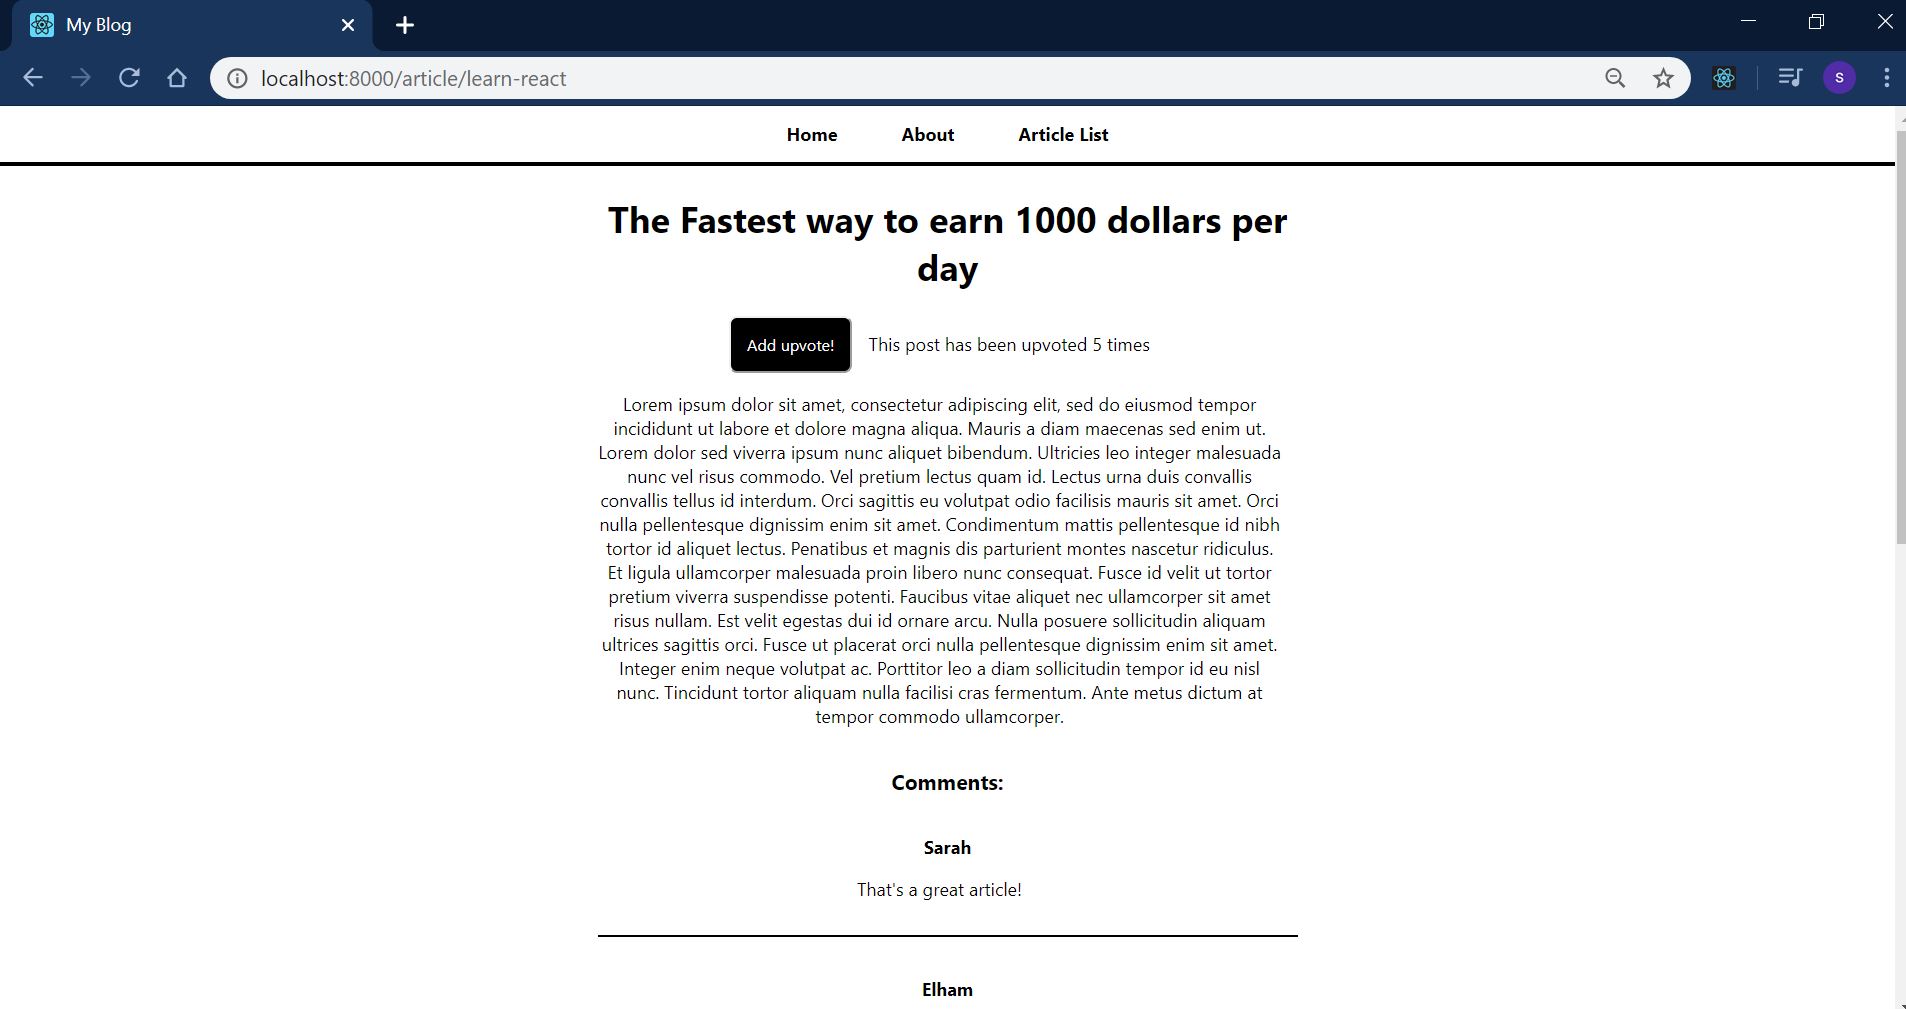 My Blog
localhost:8000/article/learn-react
S
Home About Article List
The Fastest way to earn 1000 dollars per
day
Add upvote! This post has been upvoted 5 times
Lorem ipsum dolor sit amet, consectetur adipiscing elit, sed do eiusmod tempor
incididunt ut labore et dolore magna aliqua. Mauris a diam maecenas sed enim ut.
Lorem dolor sed viverra ipsum nunc aliquet bibendum. Ultricies leo integer malesuada
nunc vel risus commodo. Vel pretium lectus quam id. Lectus urna duis convallis
convallis tellus id interdum. Orci sagittis eu volutpat odio facilisis mauris sit amet. Orci
nulla pellentesque dignissim enim sit amet. Condimentum mattis pellentesque id nibh
tortor id aliquet lectus. Penatibus et magnis dis parturient montes nascetur ridiculus.
Et ligula ullamcorper malesuada proin libero nunc consequat. Fusce id velit ut tortor
pretium viverra suspendisse potenti. Faucibus vitae aliquet nec ullamcorper sit amet
risus nullam. Est velit egestas dui id ornare arcu. Nulla posuere sollicitudin aliquam
ultrices sagittis orci. Fusce ut placerat orci nulla pellentesque dignissim enim sit amet.
Integer enim neque volutpat ac. Porttitor leo a diam sollicitudin tempor id eu nisl
nunc. Tincidunt tortor aliquam nulla facilisi cras fermentum. Ante metus dictum at
tempor commodo ullamcorper.
Comments:
Sarah
That's a great article!
Elham